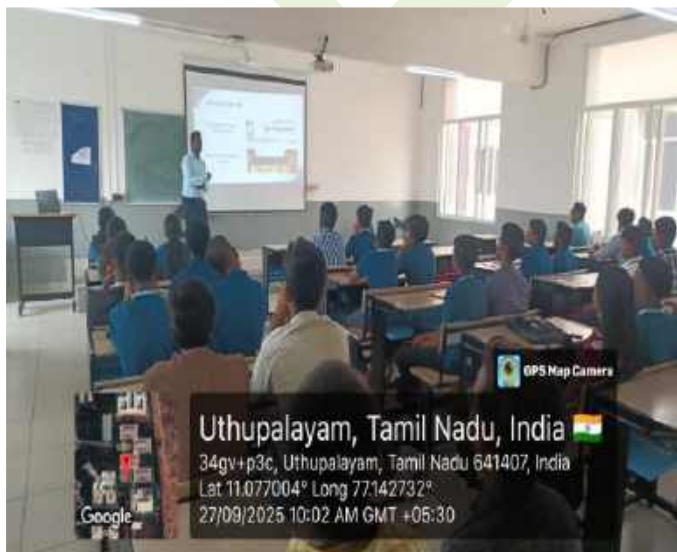 GPS Map Camera
Uthupalayam, Tamil Nadu, India
34gv+p3c, Uthupalayam, Tamil Nadu 641407, India
Lat 11.077004° Long 77.142732°
27/09/2025 10:02 AM GMT +05:30
Google